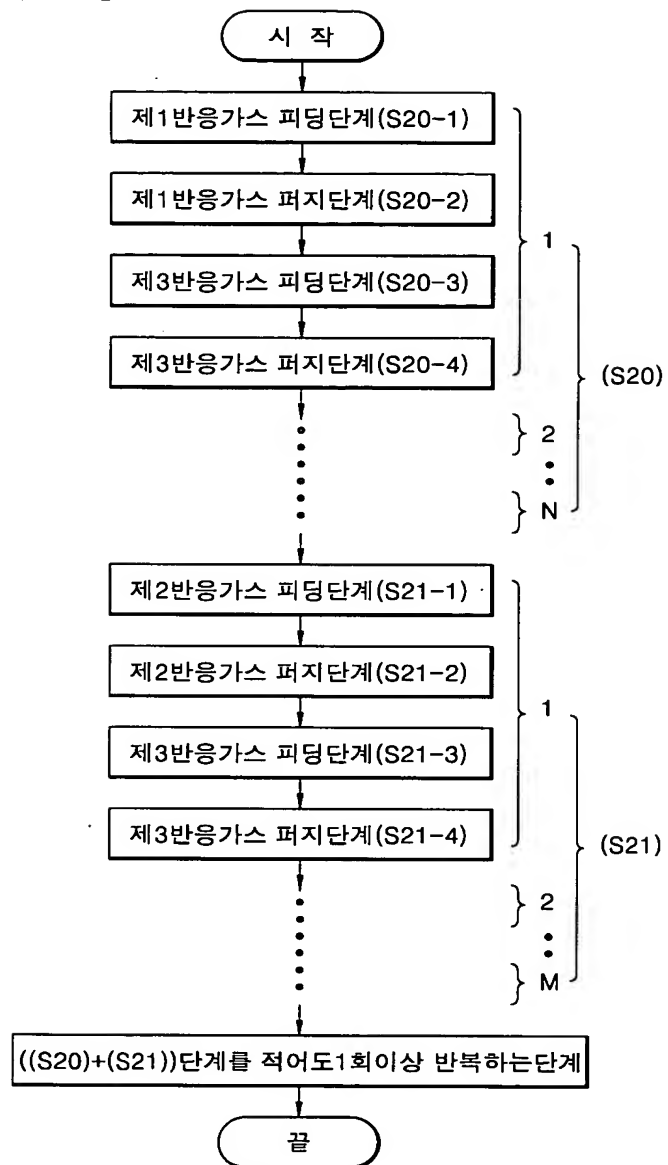 시 작
제1반응가스 피딩단계(S20-1)
제1반응가스 퍼지단계(S20-2)
제3반응가스 피딩단계(S20-3)
제3반응가스 퍼지단계(S20-4)
1
(S20)
2
N
제2반응가스 피딩단계(S21-1)
제2반응가스 퍼지단계(S21-2)
제3반응가스 피딩단계(S21-3)
제3반응가스 퍼지단계(S21-4)
1
(S21)
2
M
((S20)+(S21))단계를 적어도1회이상 반복하는단계
끝